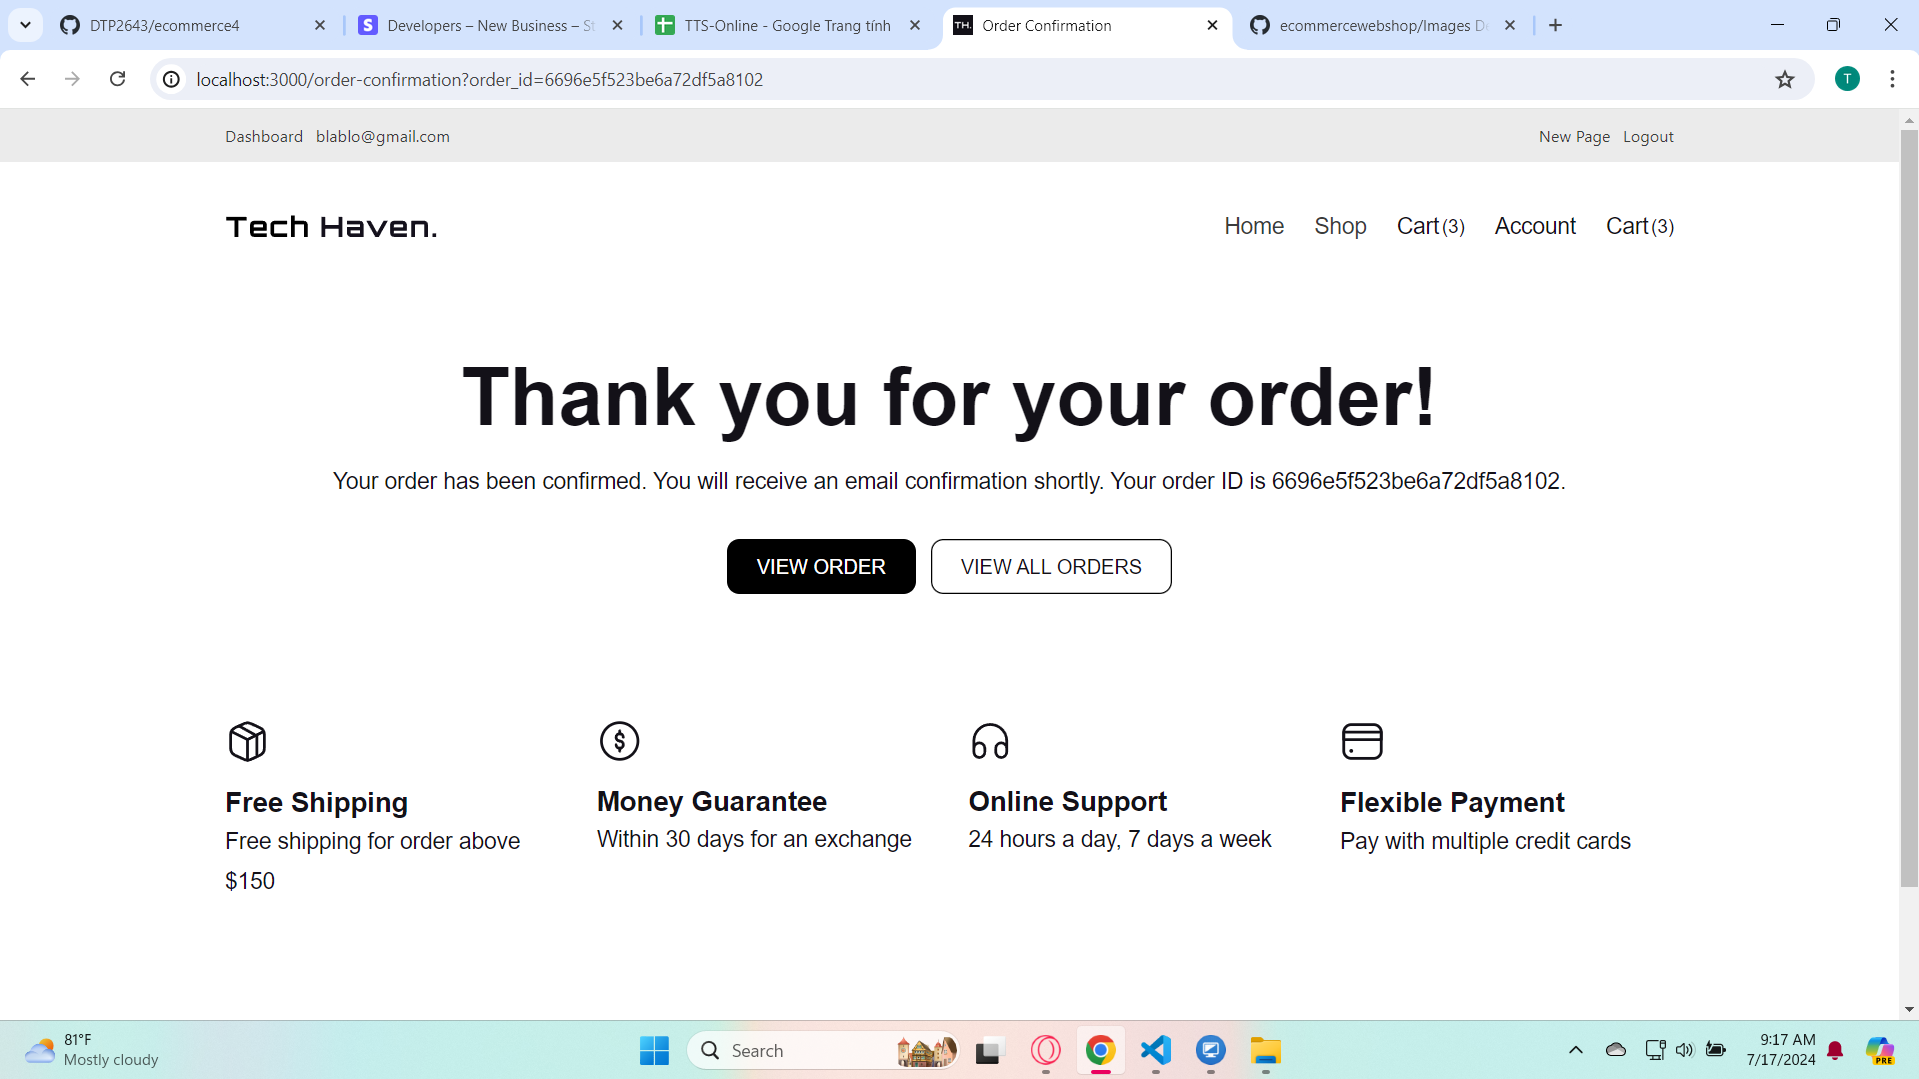 DTP2643/ecommerce4
Developers – New Business – St
TTS-Online - Google Trang tính
TH.
Order Confirmation
ecommercewebshop/Images De
localhost:3000/order-confirmation?order_id=6696e5f523be6a72df5a8102
T
Dashboard blablo@gmail.com
New Page Logout
Tech Haven.
Home Shop Cart(3) Account Cart(3)
Thank you for your order!
Your order has been confirmed. You will receive an email confirmation shortly. Your order ID is 6696e5f523be6a72df5a8102.
VIEW ORDER
VIEW ALL ORDERS
Free Shipping
Free shipping for order above
$150
Money Guarantee
Within 30 days for an exchange
Online Support
24 hours a day, 7 days a week
Flexible Payment
Pay with multiple credit cards
81°F
Mostly cloudy
Search
9:17 AM
7/17/2024
PRE